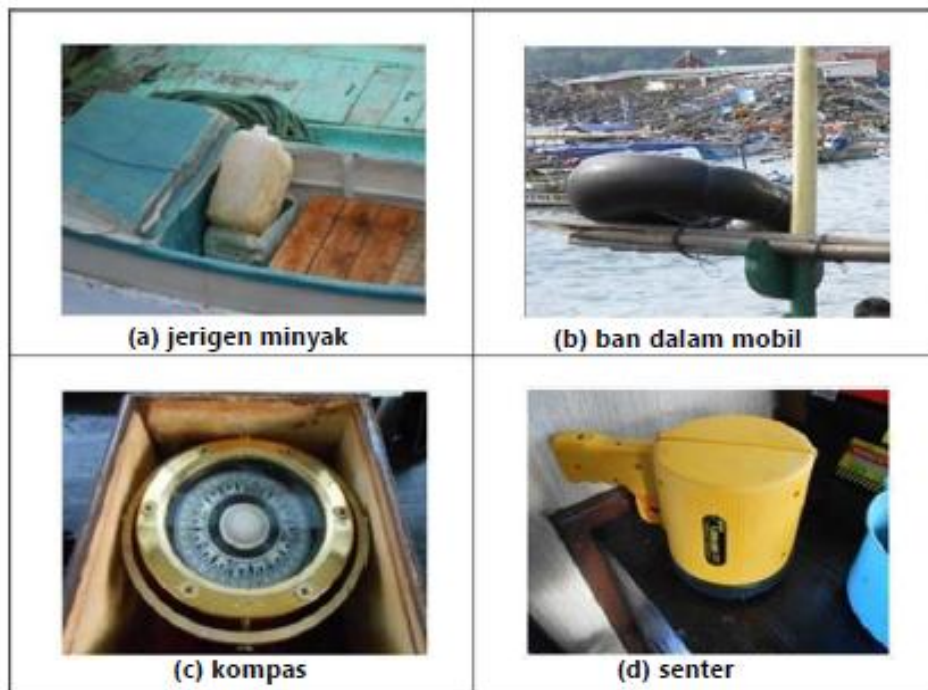 (a) jerigen minyak
(b) ban dalam mobil
(c) kompas
(d) senter